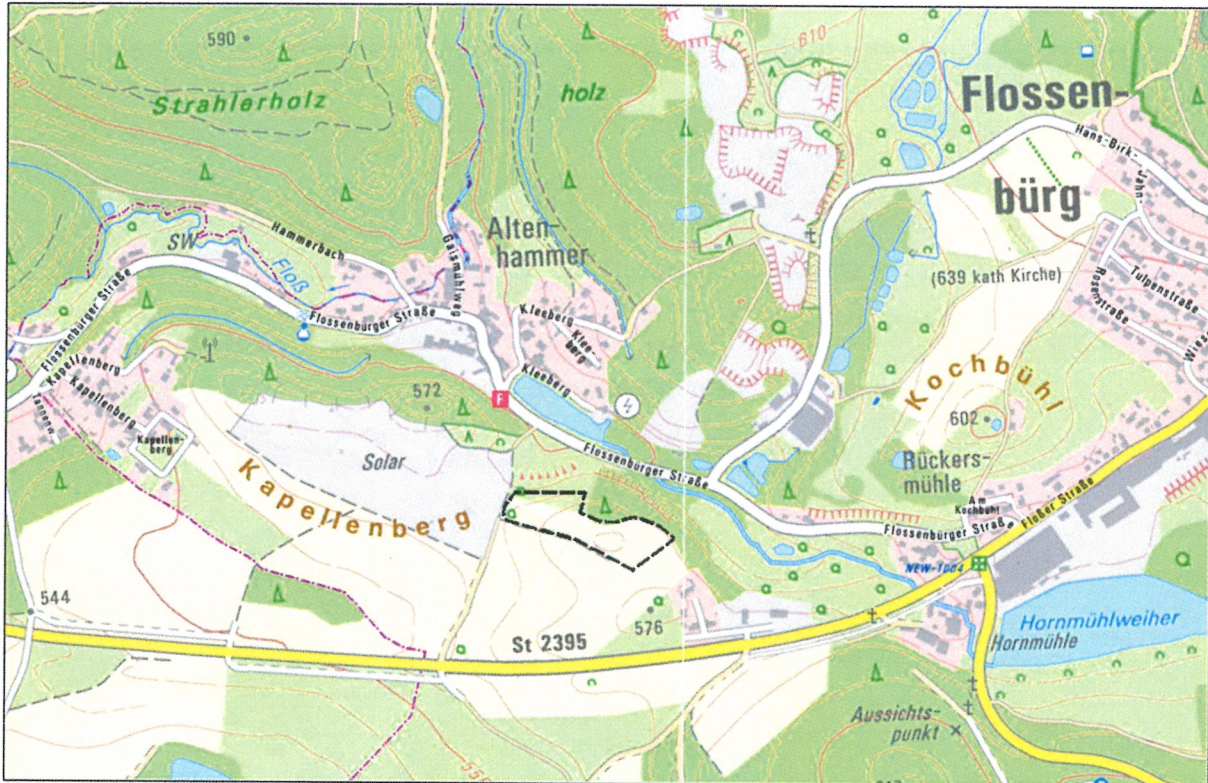 590
Strahlerholz
holz
610
Flossen-
bürg
Hans-Birk-Jahn-
Alten-
hammer
SW
Hammerbach
Floß
Gaismühlweg
(639 kath Kirche)
Rosenstraße
Tulpenstraße
Flossenbürger Straße
Flossenbürger Straße
Kleeberg
Klee-
berg
Kleeberg
Kapellenberg
Kapellenberg
Kapellen-
berg
572
F
Kochbühl
602
Solar
Kapellenberg
Flossenbürger Straße
Rückers-
mühle
Am
Kochbühl
Flossenbürger Straße
Floßer Straße
NEW-1004
544
576
St 2395
Hornmühlweiher
Hornmühle
Aussichts-
punkt
550